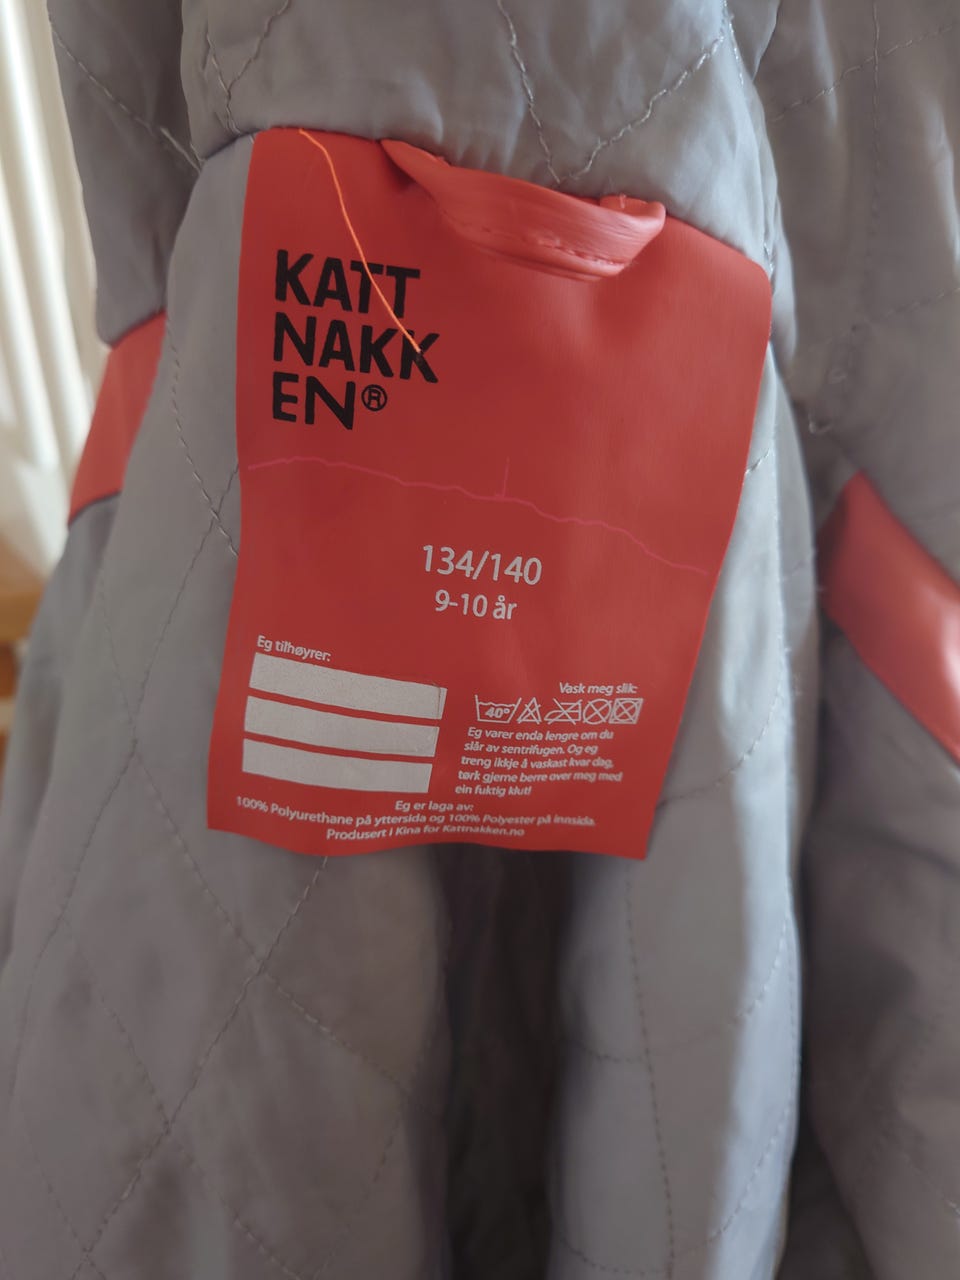 KATT
NAKK
EN®
134/140
9-10 år
Eg tilhøyrer:
Vask meg slik:
40°
Eg varer enda lengre om du
slår av sentrifugen. Og eg
treng ikkje å vaskast kvar dag,
tørk gjerne berre over meg med
ein fuktig klut!
Eg er laga av:
100% Polyurethane på yttersida og 100% Polyester på innsida.
Produsert i Kina for Kattnakken.no